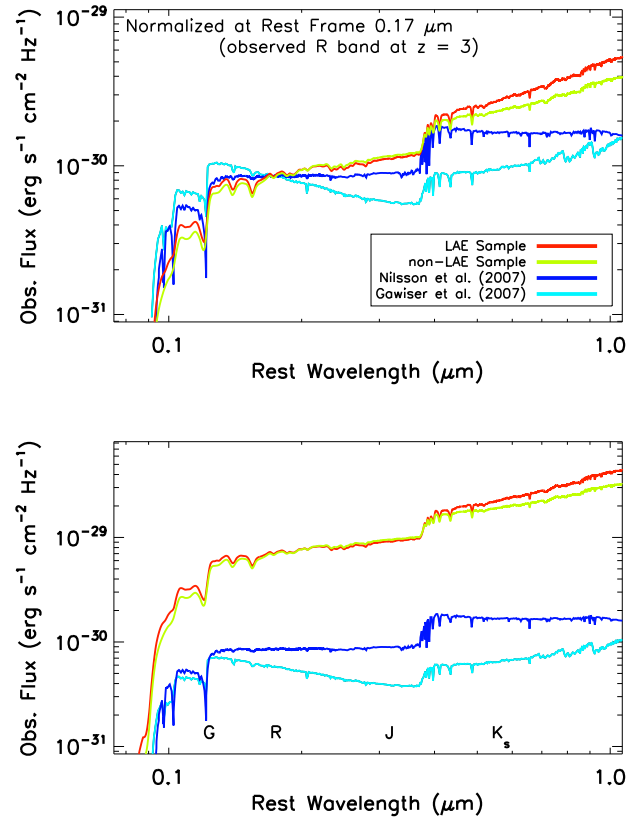 10⁻²⁹
Normalized at Rest Frame 0.17 μm
(observed R band at z = 3)
10⁻³⁰
10⁻³¹
Obs. Flux (erg s⁻¹ cm⁻² Hz⁻¹)
LAE Sample
non-LAE Sample
Nilsson et al. (2007)
Gawiser et al. (2007)
0.1
1.0
Rest Wavelength (μm)
10⁻²⁹
10⁻³⁰
10⁻³¹
Obs. Flux (erg s⁻¹ cm⁻² Hz⁻¹)
G R J Kₛ
0.1
1.0
Rest Wavelength (μm)